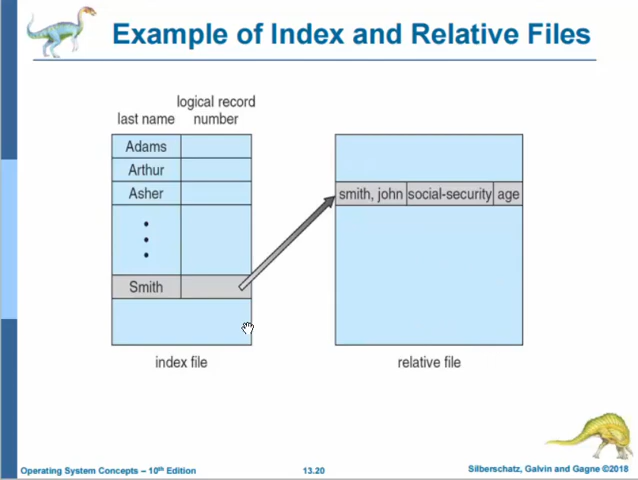 Example of Index and Relative Files
logical record
last name number
Adams
Arthur
Asher
smith, john social-security age
Smith
index file relative file
Operating System Concepts – 10th Edition 13.20 Silberschatz, Galvin and Gagne ©2018